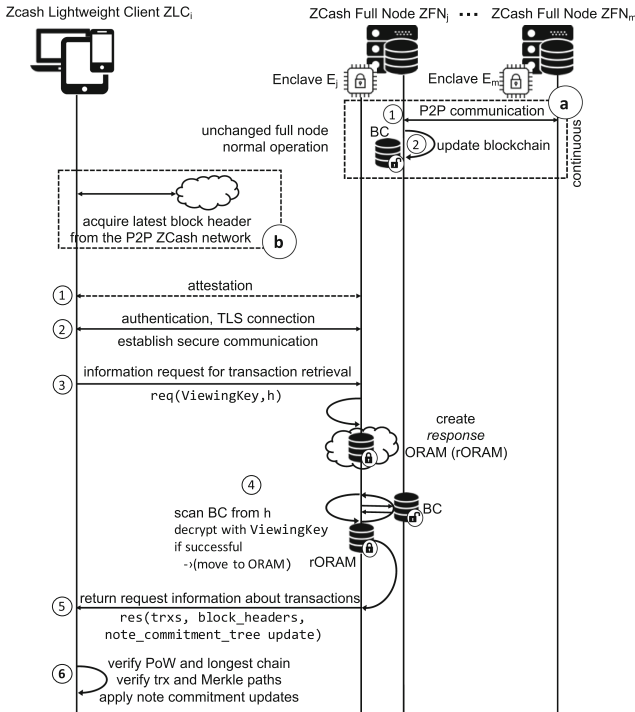 Zcash Lightweight Client ZLCi
ZCash Full Node ZFNj ··· ZCash Full Node ZFNm
Enclave Ej
Enclave Em
a
1 P2P communication
BC
2 update blockchain
continuous
unchanged full node
normal operation
acquire latest block header
from the P2P ZCash network
b
1 attestation
2 authentication, TLS connection
establish secure communication
3 information request for transaction retrieval
req(ViewingKey,h)
create
response
ORAM (rORAM)
4
scan BC from h
decrypt with ViewingKey
if successful
->(move to ORAM)
BC
rORAM
5 return request information about transactions
res(trxs, block_headers,
note_commitment_tree update)
6 verify PoW and longest chain
verify trx and Merkle paths
apply note commitment updates